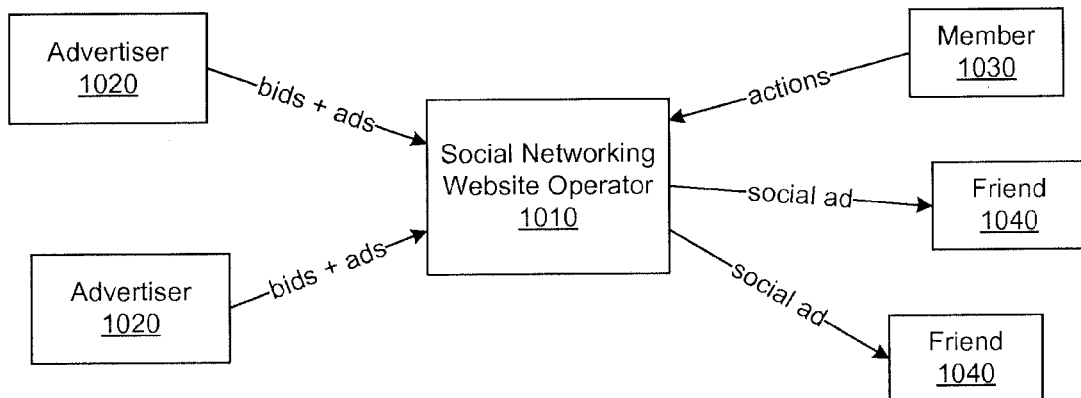 Advertiser
1020
bids + ads
Advertiser
1020
bids + ads
Social Networking
Website Operator
1010
Member
1030
actions
social ad
Friend
1040
social ad
Friend
1040